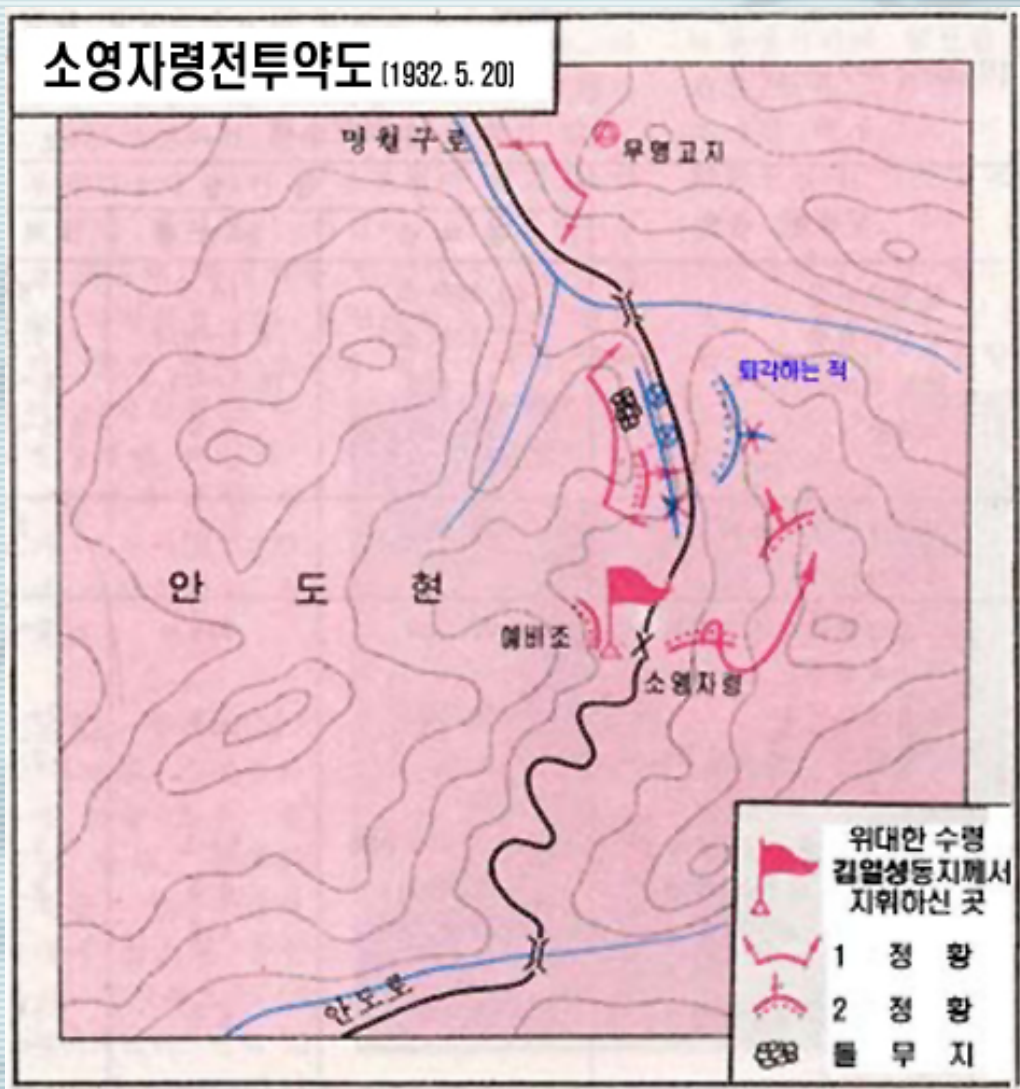 소영자령전투약도 (1932. 5. 20)
명월구로
무명고지
퇴각하는 적
안 도 현
예비조
소영자령
안도로
위대한 수령
김일성동지께서
지휘하신 곳
1 정 황
2 정 황
돌 무 지